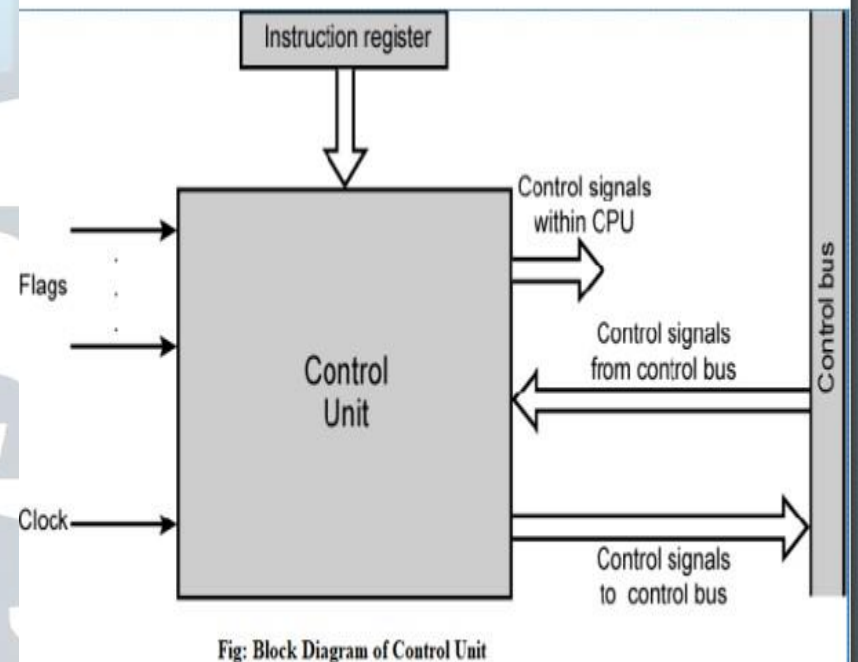 Instruction register
Control signals
within CPU
Flags
Control signals
from control bus
Control bus
Control
Unit
Clock
Control signals
to control bus
Fig: Block Diagram of Control Unit